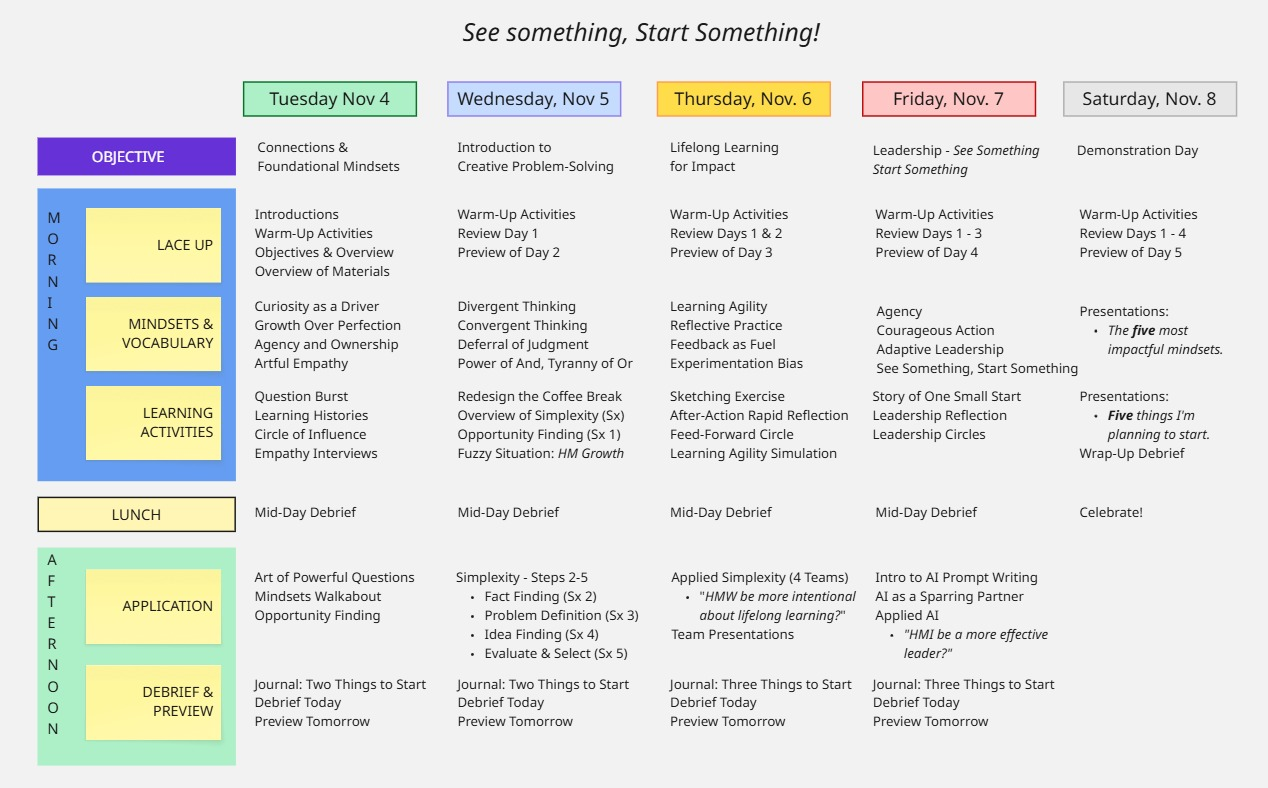 See something, Start Something!
Tuesday Nov 4
Wednesday, Nov 5
Thursday, Nov. 6
Friday, Nov. 7
Saturday, Nov. 8
OBJECTIVE
Connections &
Foundational Mindsets
Introduction to
Creative Problem-Solving
Lifelong Learning
for Impact
Leadership - See Something
Start Something
Demonstration Day
MORNING
LACE UP
Introductions
Warm-Up Activities
Objectives & Overview
Overview of Materials
Warm-Up Activities
Review Day 1
Preview of Day 2
Warm-Up Activities
Review Days 1 & 2
Preview of Day 3
Warm-Up Activities
Review Days 1 - 3
Preview of Day 4
Warm-Up Activities
Review Days 1 - 4
Preview of Day 5
MINDSETS &
VOCABULARY
Curiosity as a Driver
Growth Over Perfection
Agency and Ownership
Artful Empathy
Divergent Thinking
Convergent Thinking
Deferral of Judgment
Power of And, Tyranny of Or
Learning Agility
Reflective Practice
Feedback as Fuel
Experimentation Bias
Agency
Courageous Action
Adaptive Leadership
See Something, Start Something
Presentations:
• The five most
impactful mindsets.
LEARNING
ACTIVITIES
Question Burst
Learning Histories
Circle of Influence
Empathy Interviews
Redesign the Coffee Break
Overview of Simplexity (Sx)
Opportunity Finding (Sx 1)
Fuzzy Situation: HM Growth
Sketching Exercise
After-Action Rapid Reflection
Feed-Forward Circle
Learning Agility Simulation
Story of One Small Start
Leadership Reflection
Leadership Circles
Presentations:
• Five things I'm
planning to start.
Wrap-Up Debrief
LUNCH
Mid-Day Debrief
Mid-Day Debrief
Mid-Day Debrief
Mid-Day Debrief
Celebrate!
AFTERNOON
APPLICATION
Art of Powerful Questions
Mindsets Walkabout
Opportunity Finding
Simplexity - Steps 2-5
• Fact Finding (Sx 2)
• Problem Definition (Sx 3)
• Idea Finding (Sx 4)
• Evaluate & Select (Sx 5)
Applied Simplexity (4 Teams)
• "HMW be more intentional
about lifelong learning?"
Team Presentations
Intro to AI Prompt Writing
AI as a Sparring Partner
Applied AI
• "HMI be a more effective
leader?"
DEBRIEF &
PREVIEW
Journal: Two Things to Start
Debrief Today
Preview Tomorrow
Journal: Two Things to Start
Debrief Today
Preview Tomorrow
Journal: Three Things to Start
Debrief Today
Preview Tomorrow
Journal: Three Things to Start
Debrief Today
Preview Tomorrow